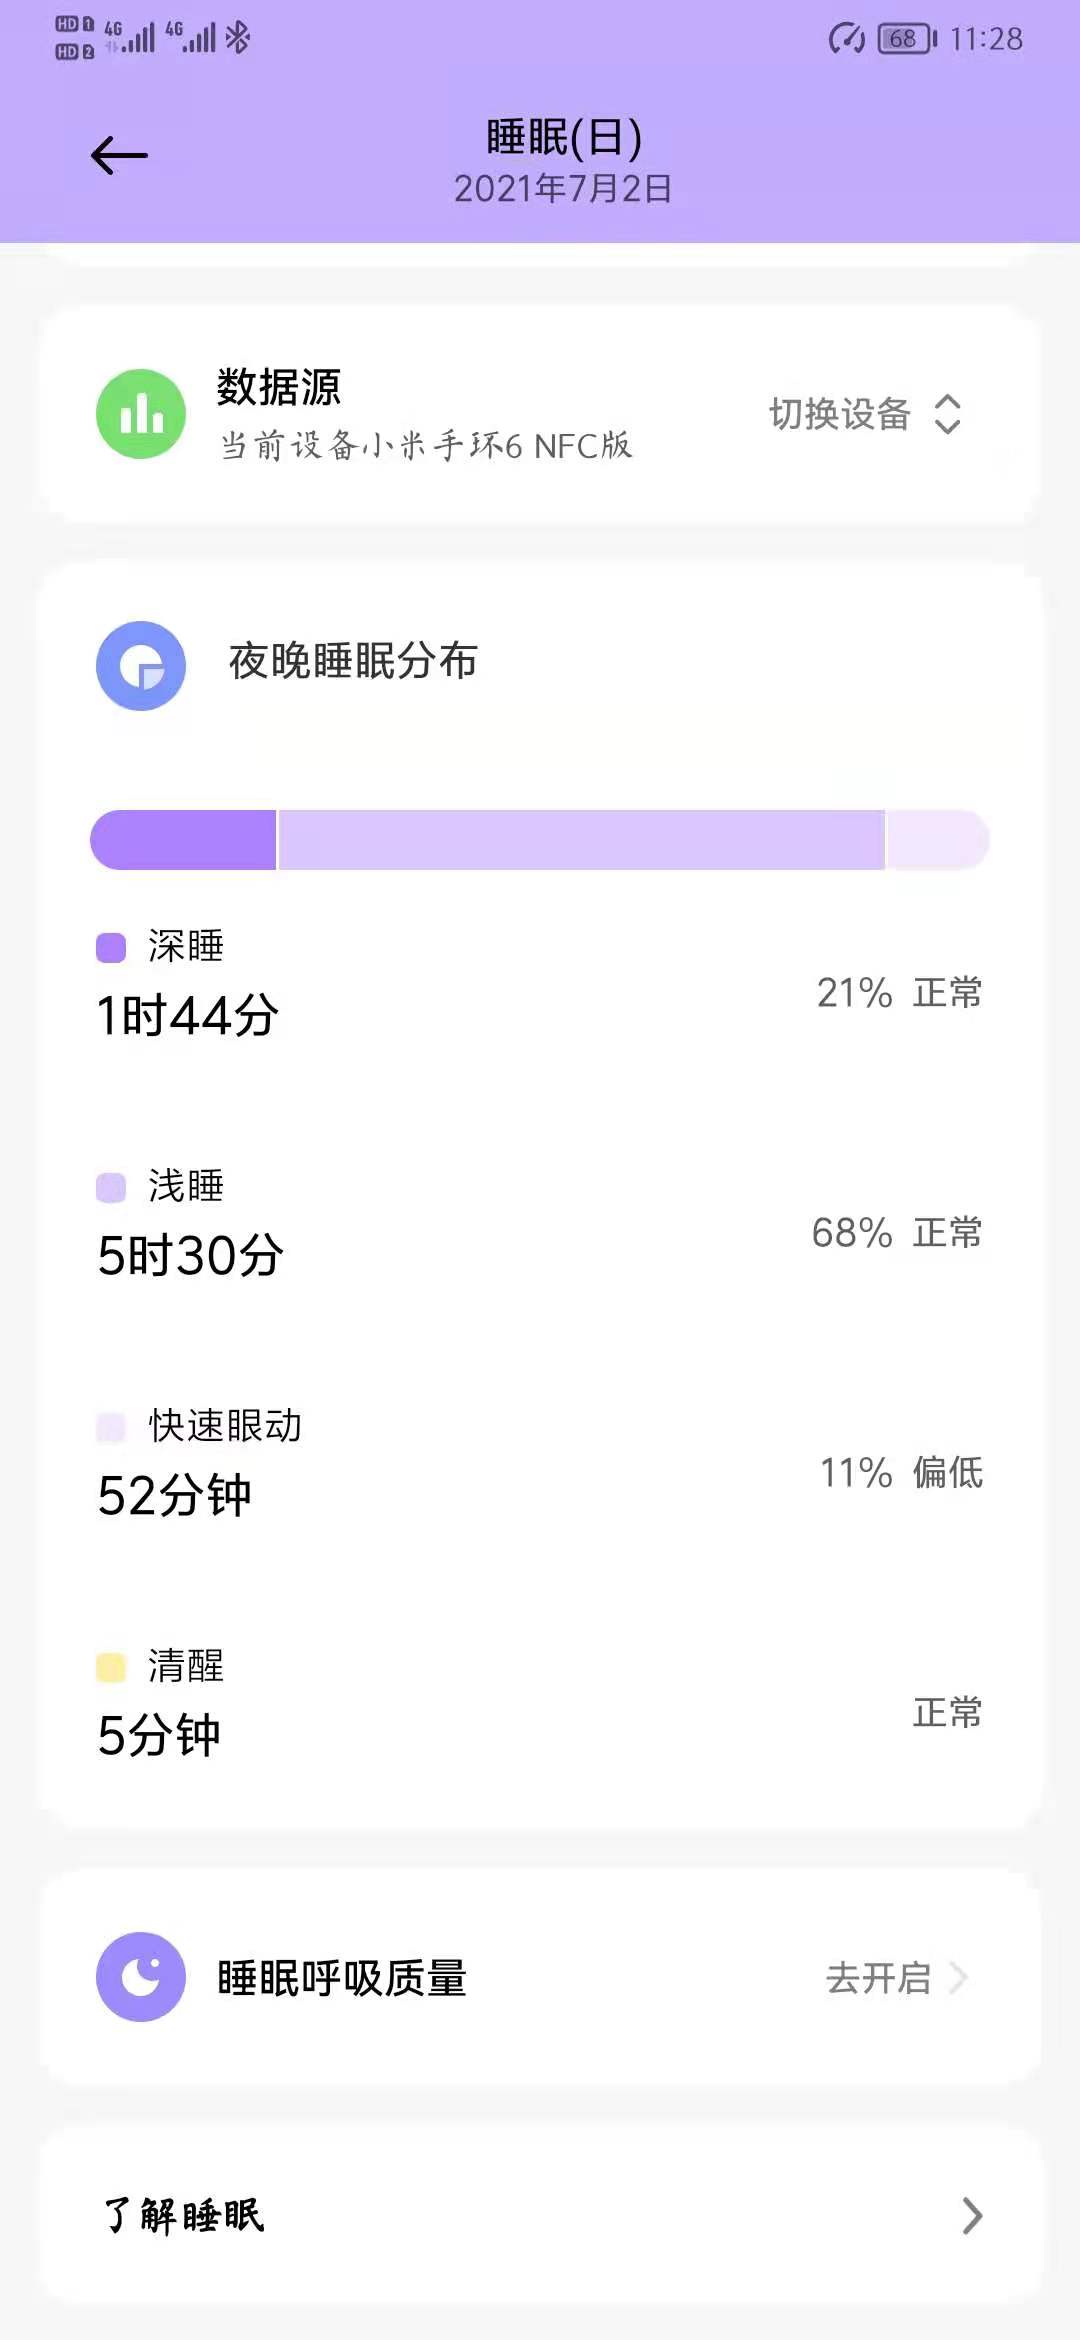 HD 1 4G 4G 68 11:28
HD 2
睡眠(日)
2021年7月2日
数据源
当前设备小米手环6 NFC版
切换设备
夜晚睡眠分布
深睡
1时44分
21% 正常
浅睡
5时30分
68% 正常
快速眼动
52分钟
11% 偏低
清醒
5分钟
正常
睡眠呼吸质量
去开启
了解睡眠